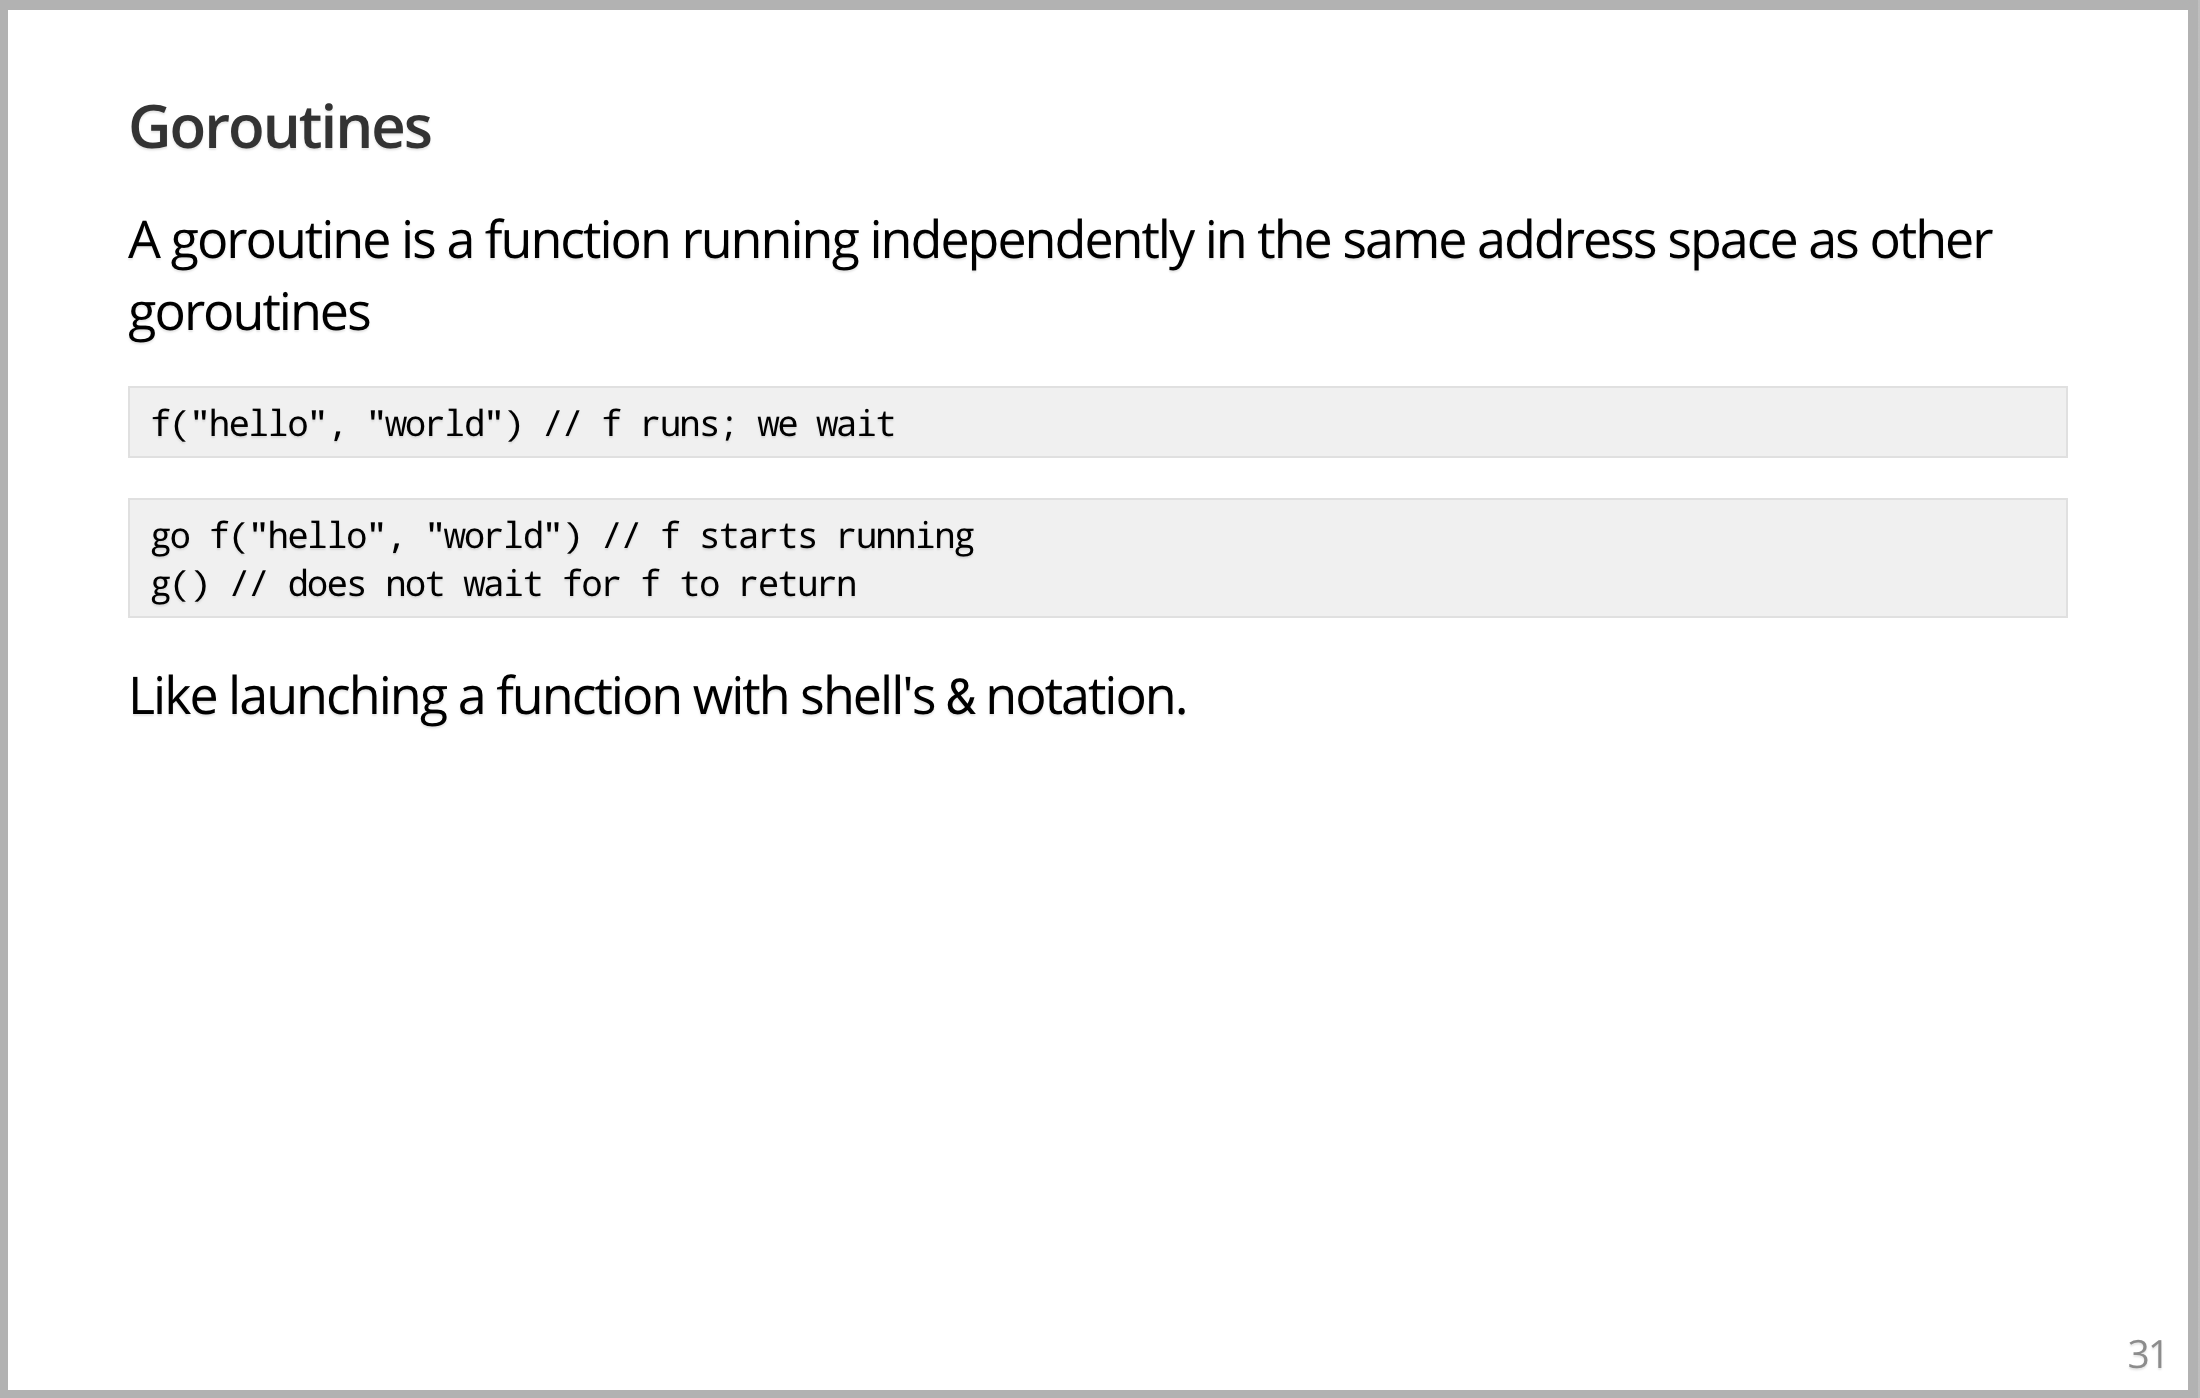 Goroutines
A goroutine is a function running independently in the same address space as other
goroutines
f("hello", "world") // f runs; we wait
go f("hello", "world") // f starts running
g() // does not wait for f to return
Like launching a function with shell's & notation.
31